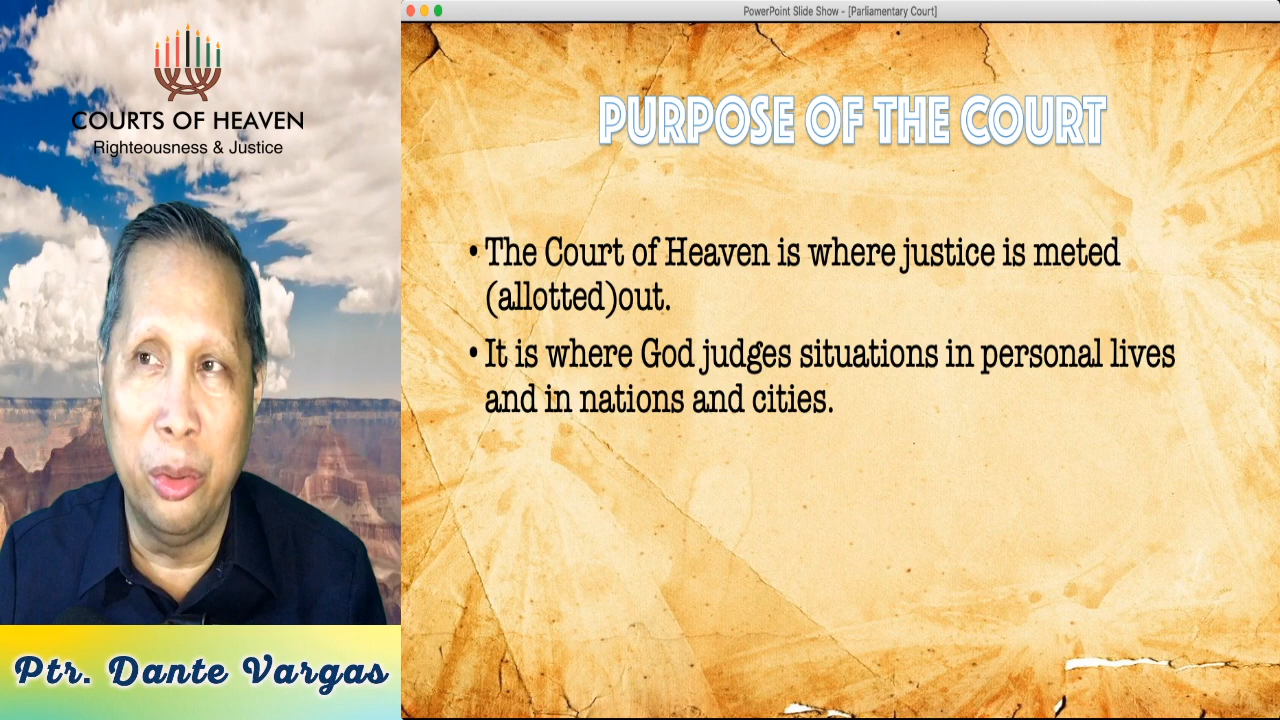 COURTS OF HEAVEN
Righteousness & Justice
Ptr. Dante Vargas
PowerPoint Slide Show - [Parliamentary Court]
PURPOSE OF THE COURT
• The Court of Heaven is where justice is meted
(allotted)out.
• It is where God judges situations in personal lives
and in nations and cities.